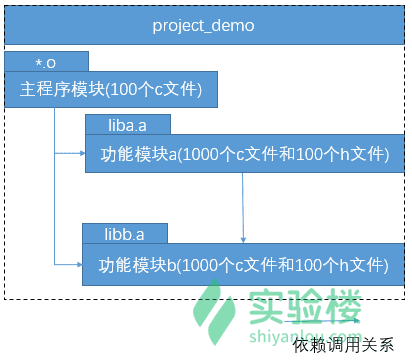 project_demo
*.o
主程序模块(100个c文件)
liba.a
功能模块a(1000个c文件和100个h文件)
libb.a
功能模块b(1000个c文件和100个h文件)
实验楼
shiyanlou.com
依赖调用关系